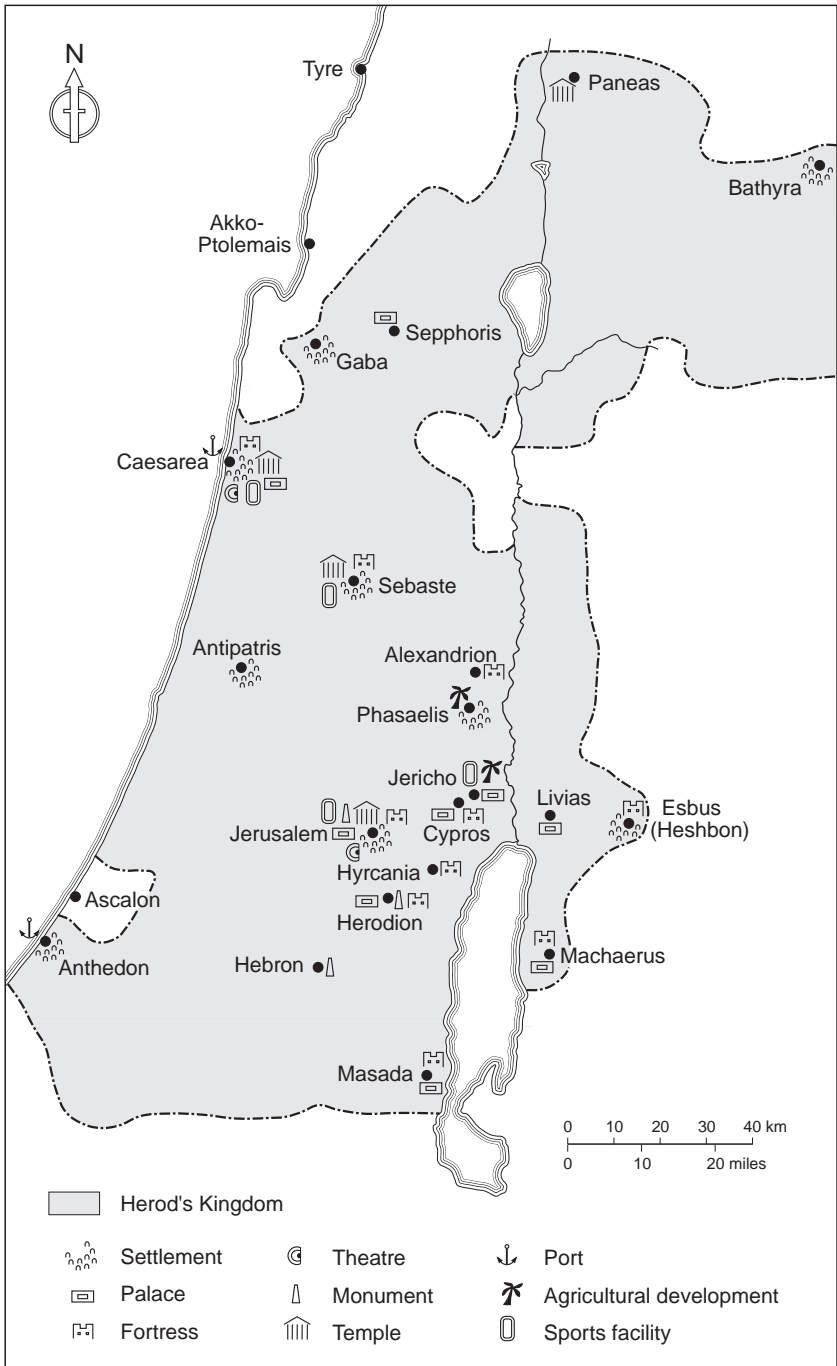 N
Tyre
Paneas
Bathyra
Akko-
Ptolemais
Sepphoris
Gaba
Caesarea
Sebaste
Antipatris
Alexandrion
Phasaelis
Jericho
Livias
Esbus
(Heshbon)
Jerusalem
Cypros
Hyrcania
Ascalon
Herodion
Anthedon
Hebron
Machaerus
Masada
0 10 20 30 40 km
0 10 20 miles
Herod's Kingdom
Settlement
Theatre
Port
Palace
Monument
Agricultural development
Fortress
Temple
Sports facility